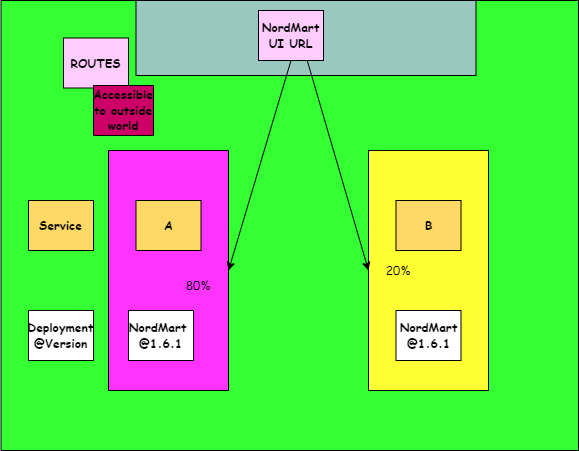 NordMart
UI URL
ROUTES
Accessible
to outside
world
Service
A
B
80%
20%
Deployment
@Version
NordMart
@1.6.1
NordMart
@1.6.1